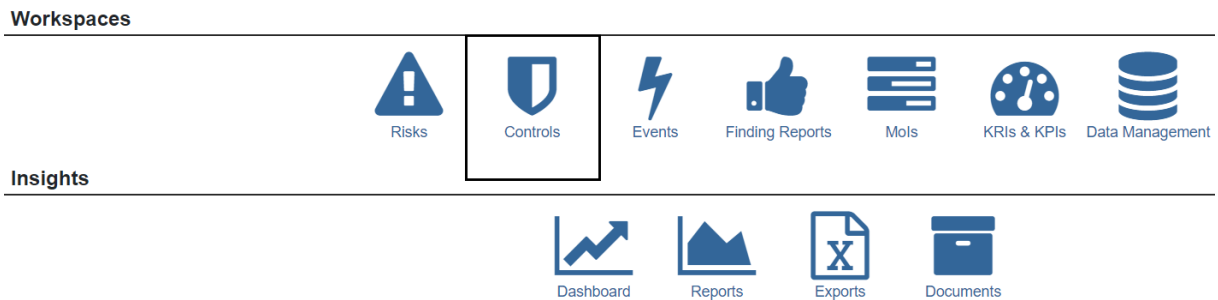 Workspaces
Risks Controls Events Finding Reports MoIs KRIs & KPIs Data Management
Insights
X
Dashboard Reports Exports Documents